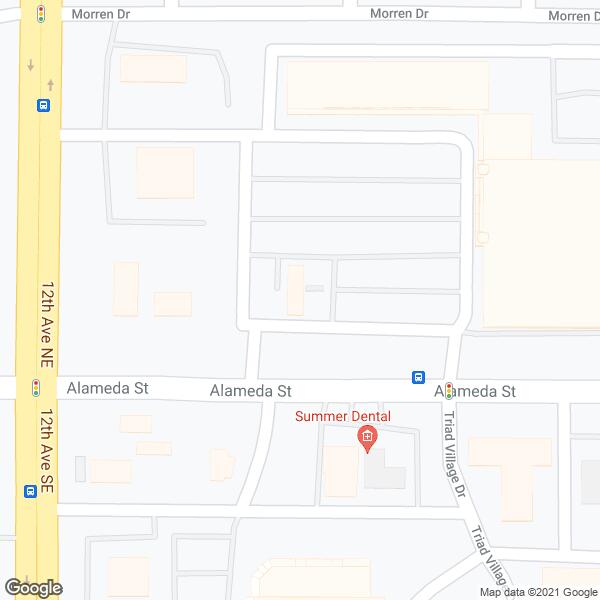 Morren Dr
Morren Dr
Morren D
12th Ave NE
Alameda St
Alameda St
Alameda St
12th Ave SE
Summer Dental
Triad Village Dr
Triad Villag
Google
Google
Map data ©2021 Google